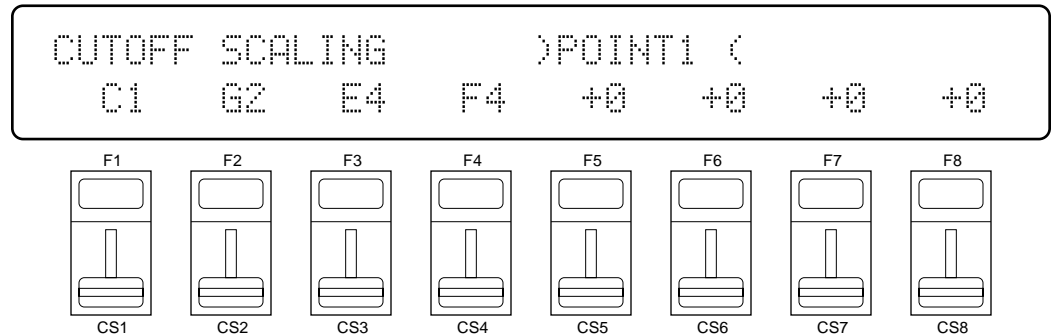 CUTOFF SCALING >POINT1 <
C1 G2 E4 F4 +0 +0 +0 +0
F1 F2 F3 F4 F5 F6 F7 F8
CS1 CS2 CS3 CS4 CS5 CS6 CS7 CS8